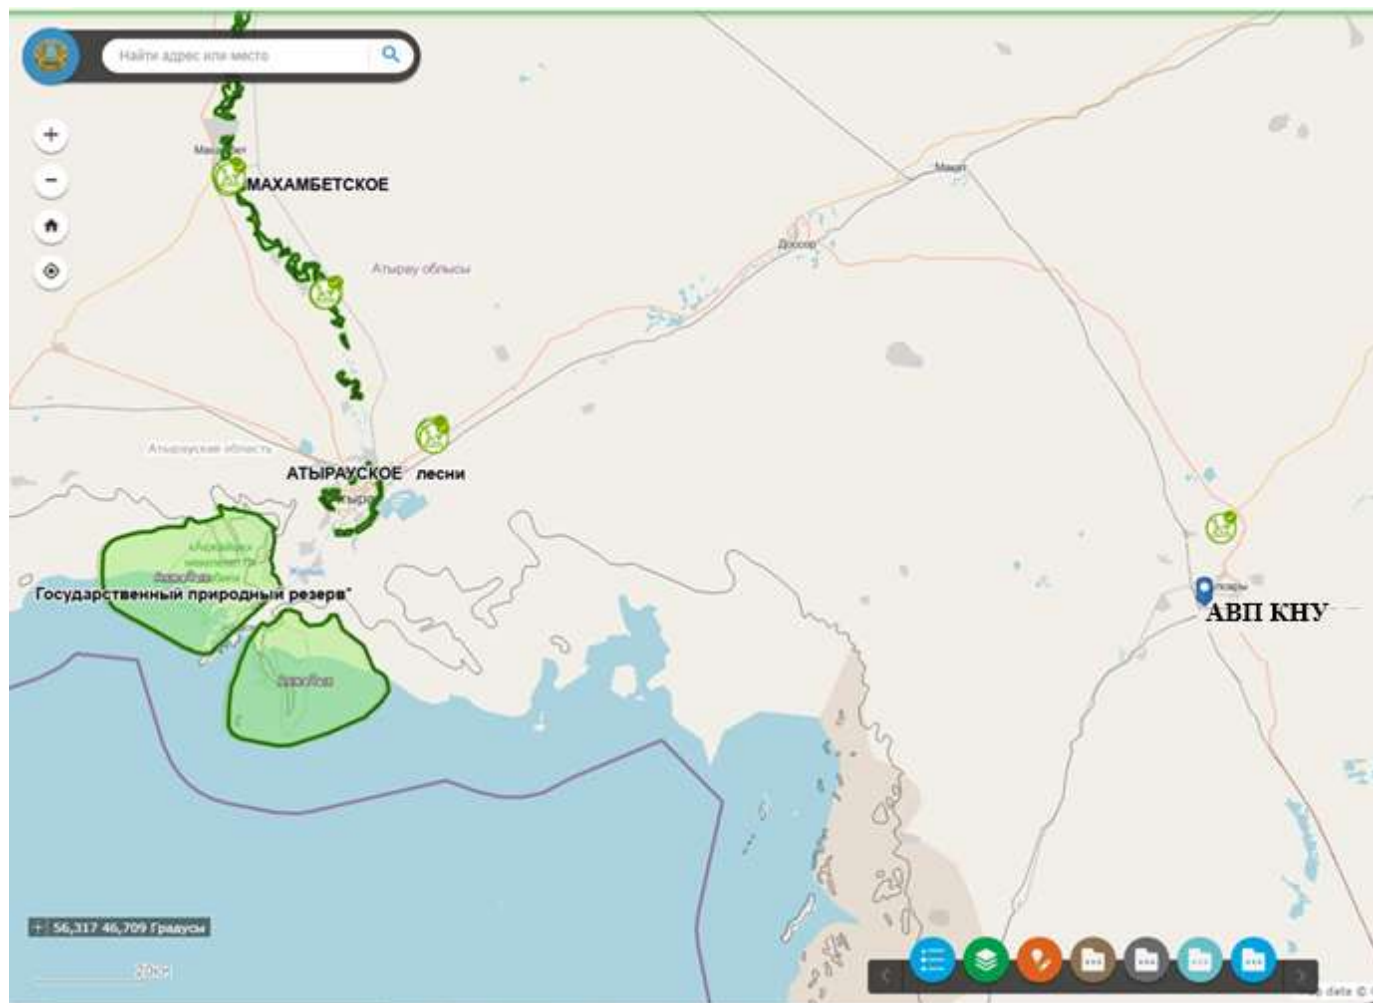 Найти адрес или место
МАХАМБЕТСКОЕ
Макат
Доссор
Атырау облысы
Атырауская область
АТЫРАУСКОЕ лесни
Государственный природный резерв"
АВП КНУ
56,317 46,709 Градусы
20km